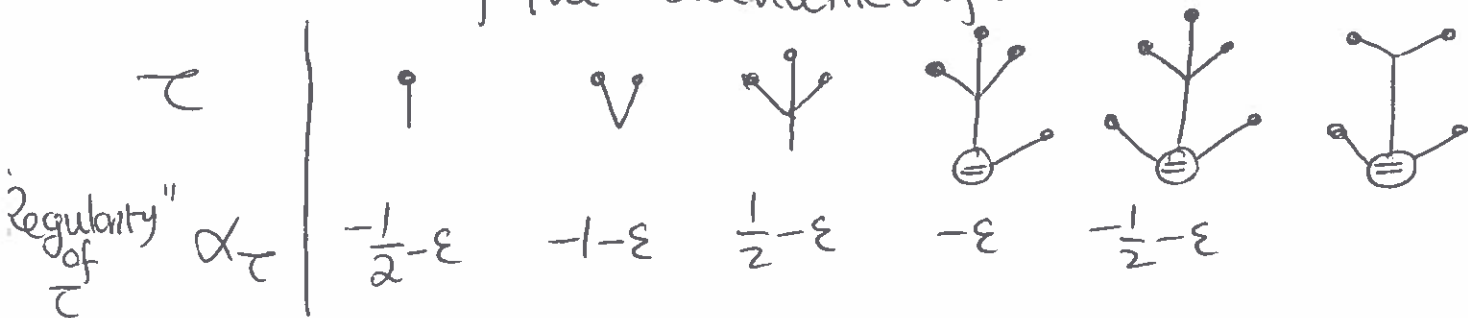 τ
"Regularity" of τ α_τ | -1/2-ε -1-ε 1/2-ε -ε -1/2-ε